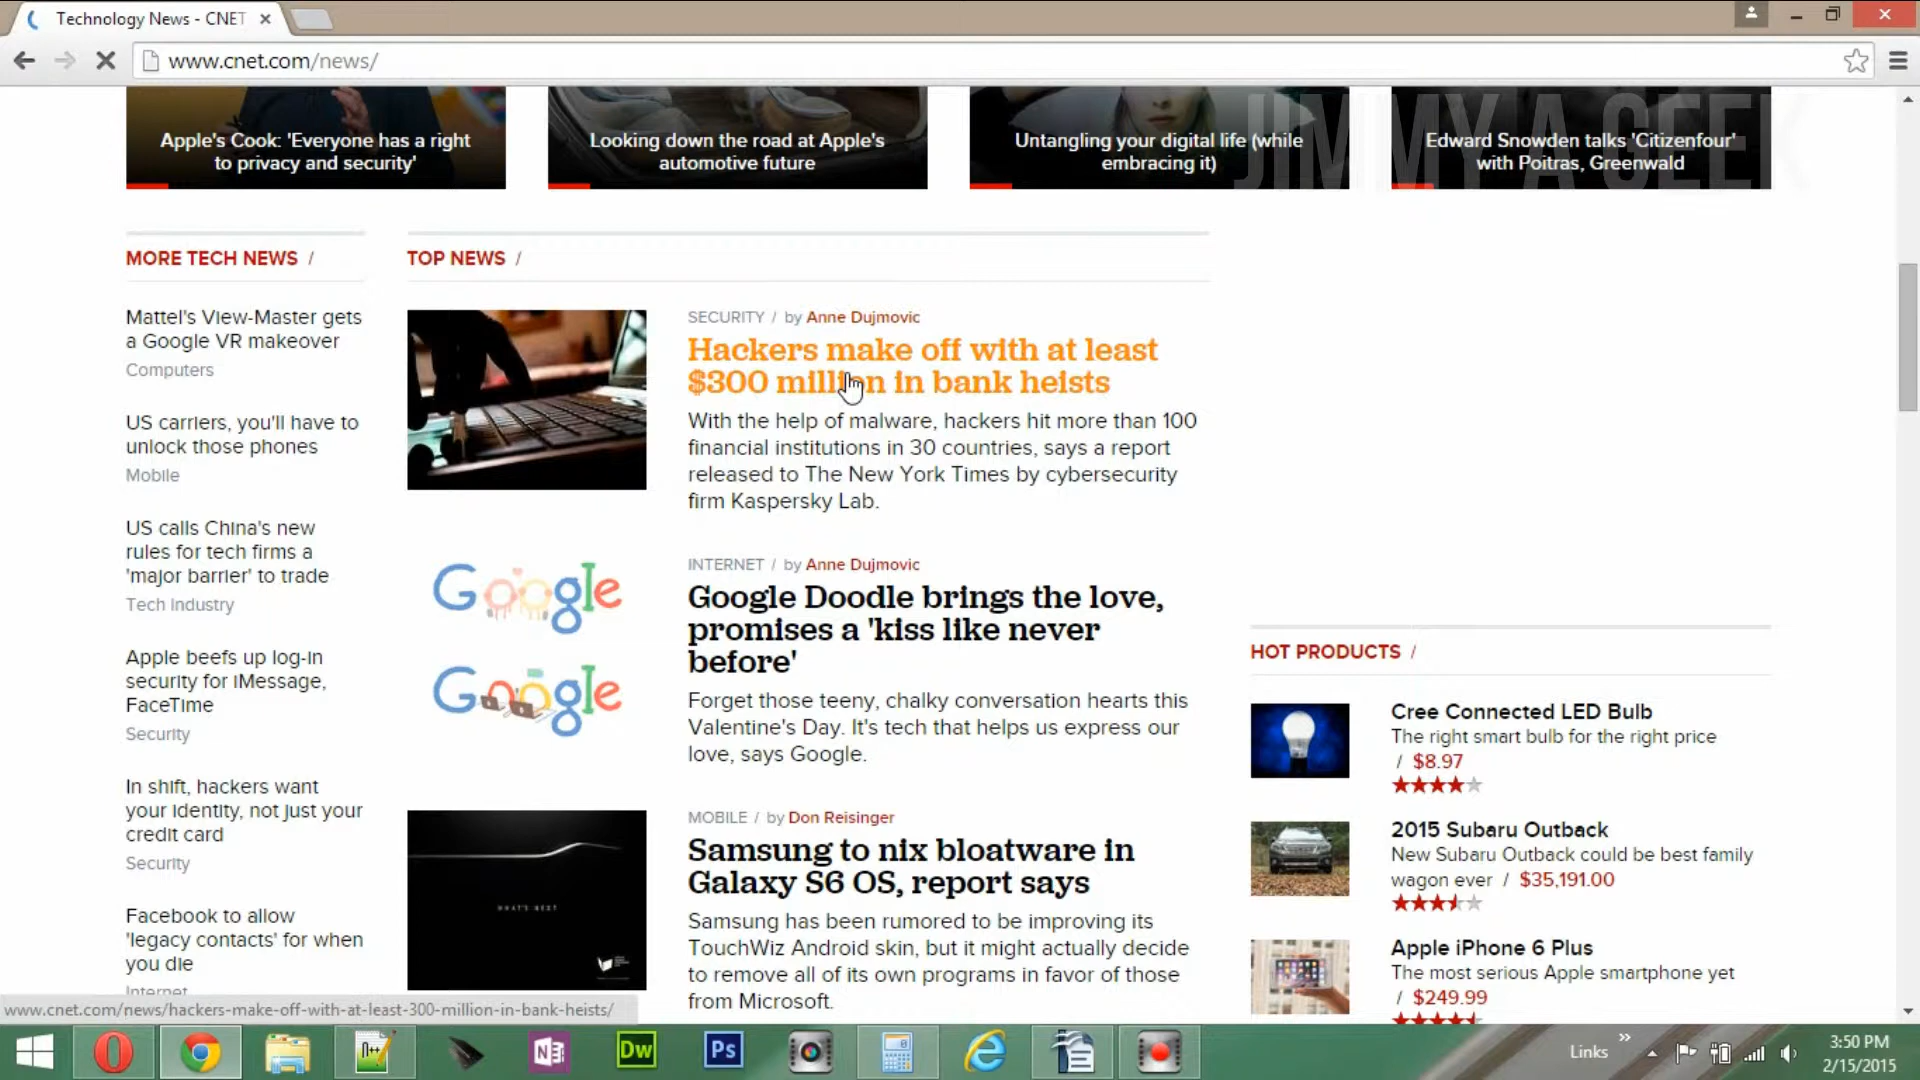 Technology News - CNET
www.cnet.com/news/
JIMMY A GEEK
Apple's Cook: 'Everyone has a right
to privacy and security'
Looking down the road at Apple's
automotive future
Untangling your digital life (while
embracing it)
Edward Snowden talks 'Citizenfour'
with Poitras, Greenwald
MORE TECH NEWS /
Mattel's View-Master gets
a Google VR makeover
Computers
US carriers, you'll have to
unlock those phones
Mobile
US calls China's new
rules for tech firms a
'major barrier' to trade
Tech Industry
Apple beefs up log-in
security for iMessage,
FaceTime
Security
In shift, hackers want
your identity, not just your
credit card
Security
Facebook to allow
'legacy contacts' for when
you die
Internet
TOP NEWS /
SECURITY / by Anne Dujmovic
Hackers make off with at least
$300 million in bank heists
With the help of malware, hackers hit more than 100
financial institutions in 30 countries, says a report
released to The New York Times by cybersecurity
firm Kaspersky Lab.
Google
Google
INTERNET / by Anne Dujmovic
Google Doodle brings the love,
promises a 'kiss like never
before'
Forget those teeny, chalky conversation hearts this
Valentine's Day. It's tech that helps us express our
love, says Google.
WHAT'S NEXT
MOBILE / by Don Reisinger
Samsung to nix bloatware in
Galaxy S6 OS, report says
Samsung has been rumored to be improving its
TouchWiz Android skin, but it might actually decide
to remove all of its own programs in favor of those
from Microsoft.
HOT PRODUCTS /
Cree Connected LED Bulb
The right smart bulb for the right price
/ $8.97
2015 Subaru Outback
New Subaru Outback could be best family
wagon ever / $35,191.00
Apple iPhone 6 Plus
The most serious Apple smartphone yet
/ $249.99
www.cnet.com/news/hackers-make-off-with-at-least-300-million-in-bank-heists/
N
Dw
Ps
Links
3:50 PM
2/15/2015